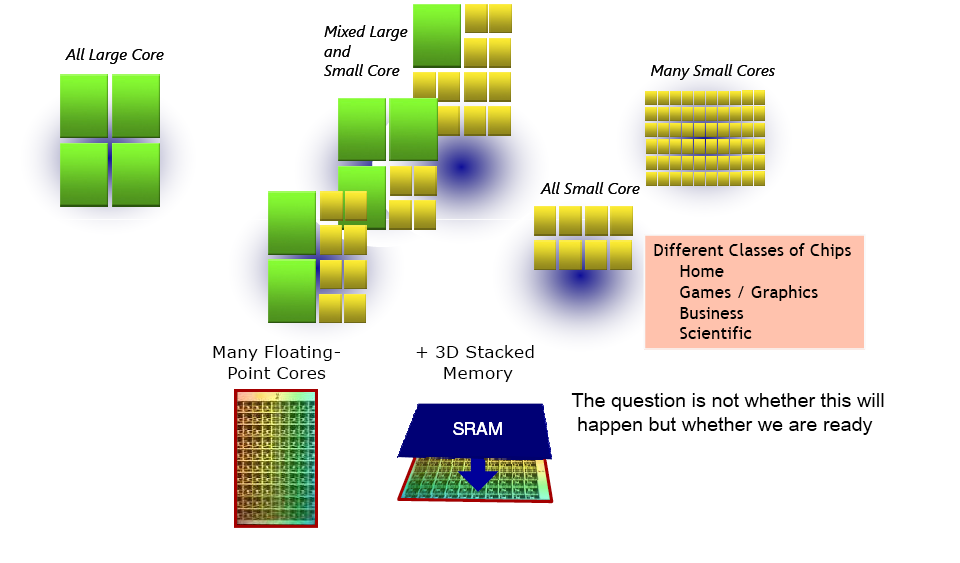 All Large Core
Mixed Large
and
Small Core
Many Small Cores
All Small Core
Different Classes of Chips
Home
Games / Graphics
Business
Scientific
Many Floating-
Point Cores
+ 3D Stacked
Memory
SRAM
The question is not whether this will
happen but whether we are ready